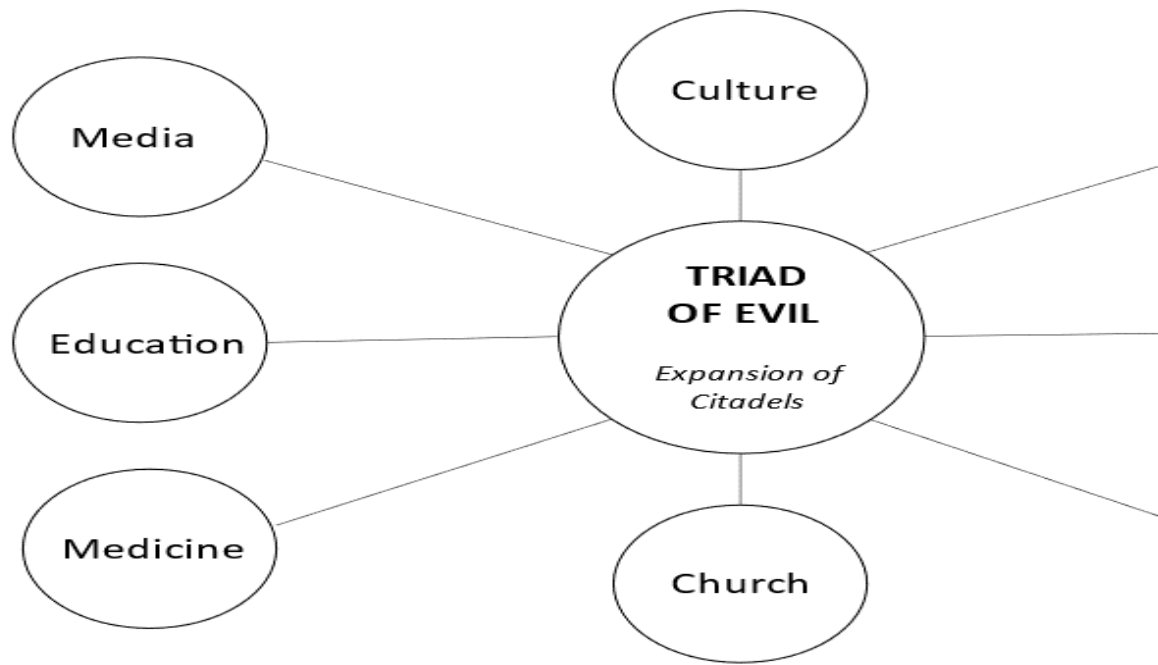 Culture
Media
TRIAD
OF EVIL
Expansion of
Citadels
Education
Medicine
Church